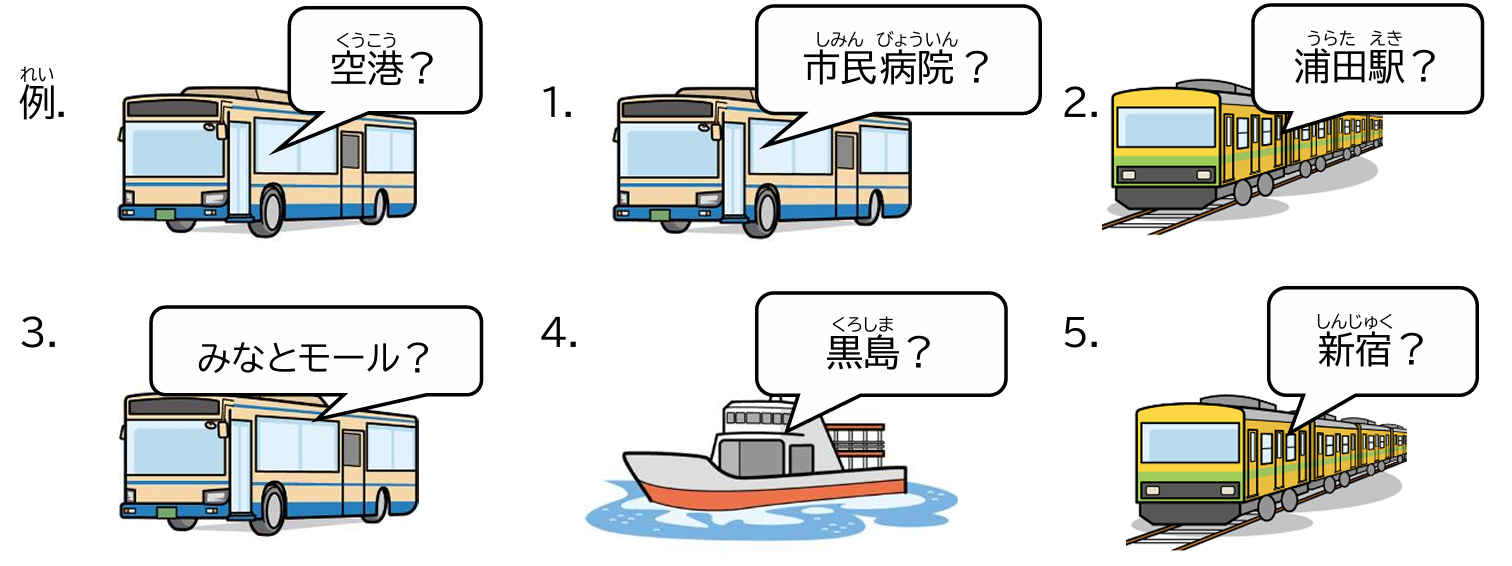 れい
例.
くうこう
空港？
1.
しみん びょういん
市民病院？
2.
うらた えき
浦田駅？
3.
みなとモール？
4.
くろしま
黒島？
5.
しんじゅく
新宿？